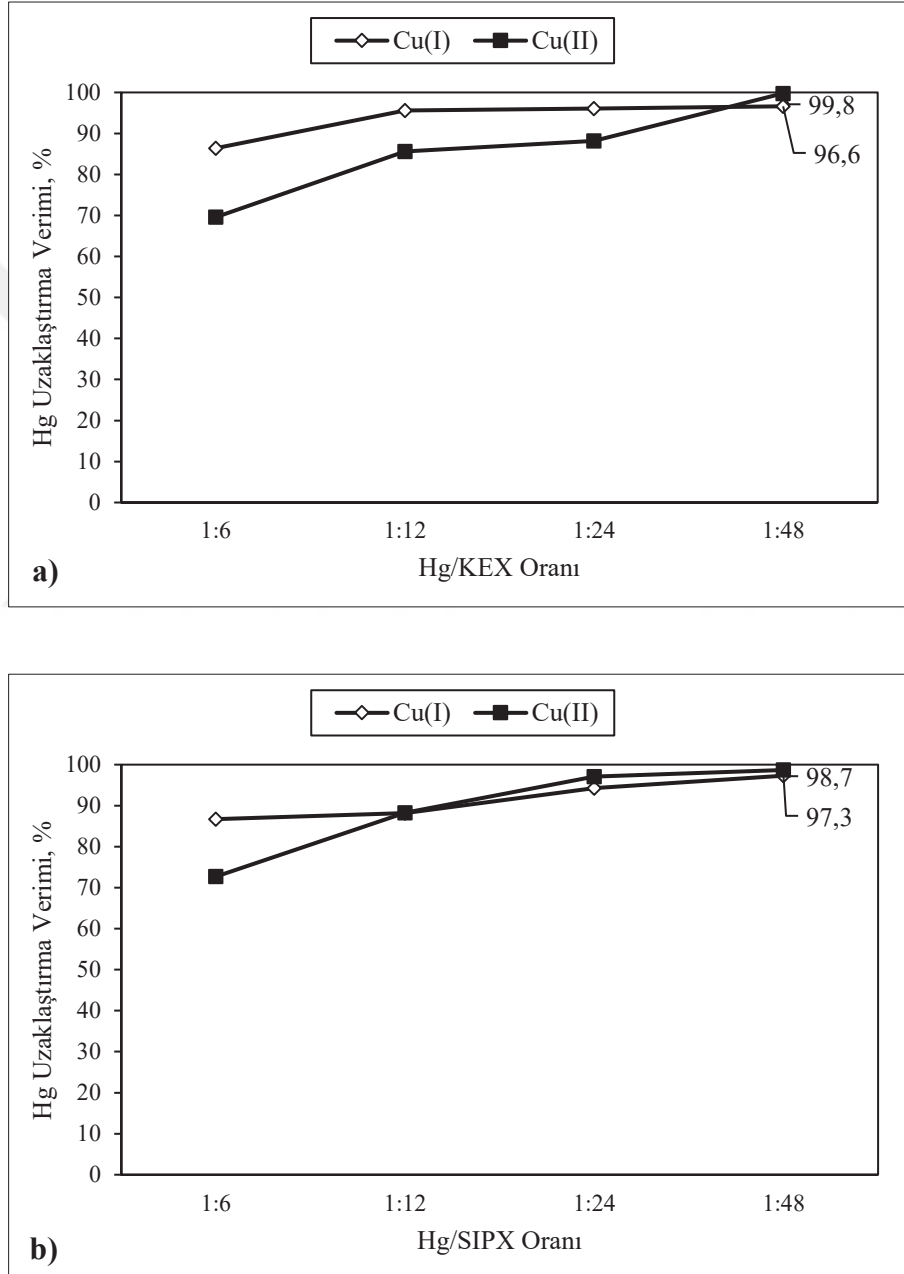 Cu(I) Cu(II)
100
90
80
70
60
50
40
30
20
10
0
Hg Uzaklaştırma Verimi, %
99,8
96,6
1:6 1:12 1:24 1:48
Hg/KEX Oranı
a)
Cu(I) Cu(II)
100
90
80
70
60
50
40
30
20
10
0
Hg Uzaklaştırma Verimi, %
98,7
97,3
1:6 1:12 1:24 1:48
Hg/SIPX Oranı
b)